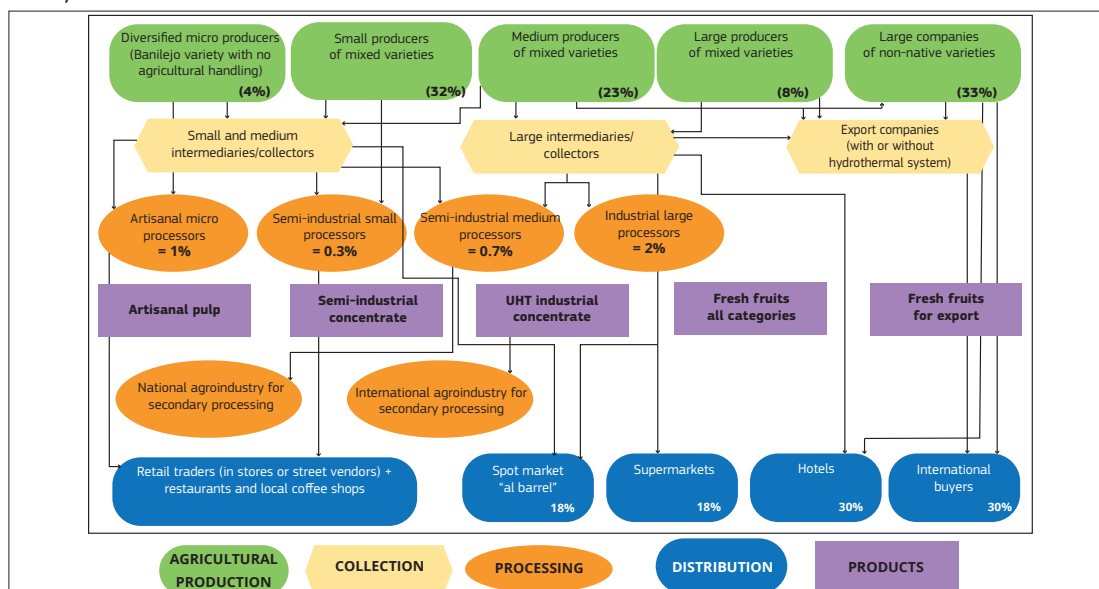 Diversified micro producers
(Banilejo variety with no
agricultural handling)
(4%)
Small producers
of mixed varieties
(32%)
Medium producers
of mixed varieties
(23%)
Large producers
of mixed varieties
(8%)
Large companies
of non-native varieties
(33%)
Small and medium
intermediaries/collectors
Large intermediaries/
collectors
Export companies
(with or without
hydrothermal system)
Artisanal micro
processors
= 1%
Semi-industrial small
processors
= 0.3%
Semi-industrial medium
processors
= 0.7%
Industrial large
processors
= 2%
Artisanal pulp
Semi-industrial
concentrate
UHT industrial
concentrate
Fresh fruits
all categories
Fresh fruits
for export
National agroindustry for
secondary processing
International agroindustry for
secondary processing
Retail traders (in stores or street vendors) +
restaurants and local coffee shops
Spot market
"al barrel"
18%
Supermarkets
18%
Hotels
30%
International
buyers
30%
AGRICULTURAL
PRODUCTION
COLLECTION
PROCESSING
DISTRIBUTION
PRODUCTS